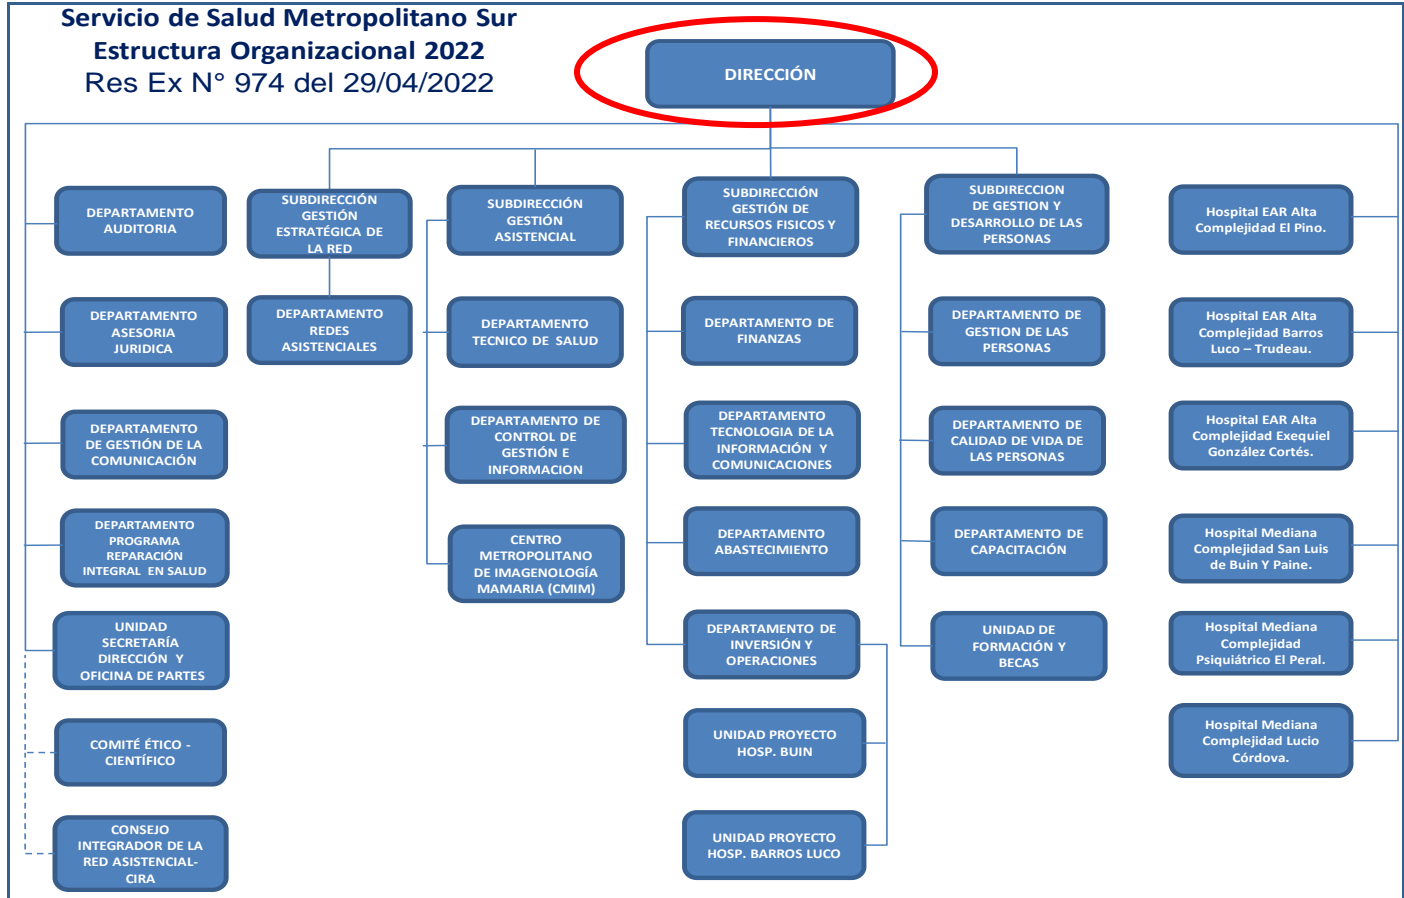 Servicio de Salud Metropolitano Sur
Estructura Organizacional 2022
Res Ex N° 974 del 29/04/2022
DIRECCIÓN
DEPARTAMENTO
AUDITORIA
DEPARTAMENTO
ASESORIA
JURIDICA
DEPARTAMENTO
DE GESTIÓN DE LA
COMUNICACIÓN
DEPARTAMENTO
PROGRAMA
REPARACIÓN
INTEGRAL EN SALUD
UNIDAD
SECRETARÍA
DIRECCIÓN Y
OFICINA DE PARTES
COMITÉ ÉTICO -
CIENTÍFICO
CONSEJO
INTEGRADOR DE LA
RED ASISTENCIAL-
CIRA
SUBDIRECCIÓN
GESTIÓN
ESTRATÉGICA DE
LA RED
DEPARTAMENTO
REDES
ASISTENCIALES
SUBDIRECCIÓN
GESTIÓN
ASISTENCIAL
DEPARTAMENTO
TECNICO DE SALUD
DEPARTAMENTO DE
CONTROL DE
GESTIÓN E
INFORMACION
CENTRO
METROPOLITANO
DE IMAGENOLOGÍA
MAMARIA (CMIM)
SUBDIRECCIÓN
GESTIÓN DE
RECURSOS FISICOS Y
FINANCIEROS
DEPARTAMENTO DE
FINANZAS
DEPARTAMENTO
TECNOLOGIA DE LA
INFORMACIÓN Y
COMUNICACIONES
DEPARTAMENTO
ABASTECIMIENTO
DEPARTAMENTO DE
INVERSIÓN Y
OPERACIONES
UNIDAD PROYECTO
HOSP. BUIN
UNIDAD PROYECTO
HOSP. BARROS LUCO
SUBDIRECCION
DE GESTION Y
DESARROLLO DE LAS
PERSONAS
DEPARTAMENTO DE
GESTION DE LAS
PERSONAS
DEPARTAMENTO DE
CALIDAD DE VIDA DE
LAS PERSONAS
DEPARTAMENTO DE
CAPACITACIÓN
UNIDAD DE
FORMACIÓN Y
BECAS
Hospital EAR Alta
Complejidad El Pino.
Hospital EAR Alta
Complejidad Barros
Luco – Trudeau.
Hospital EAR Alta
Complejidad Exequiel
González Cortés.
Hospital Mediana
Complejidad San Luis
de Buin Y Paine.
Hospital Mediana
Complejidad
Psiquiátrico El Peral.
Hospital Mediana
Complejidad Lucio
Córdova.